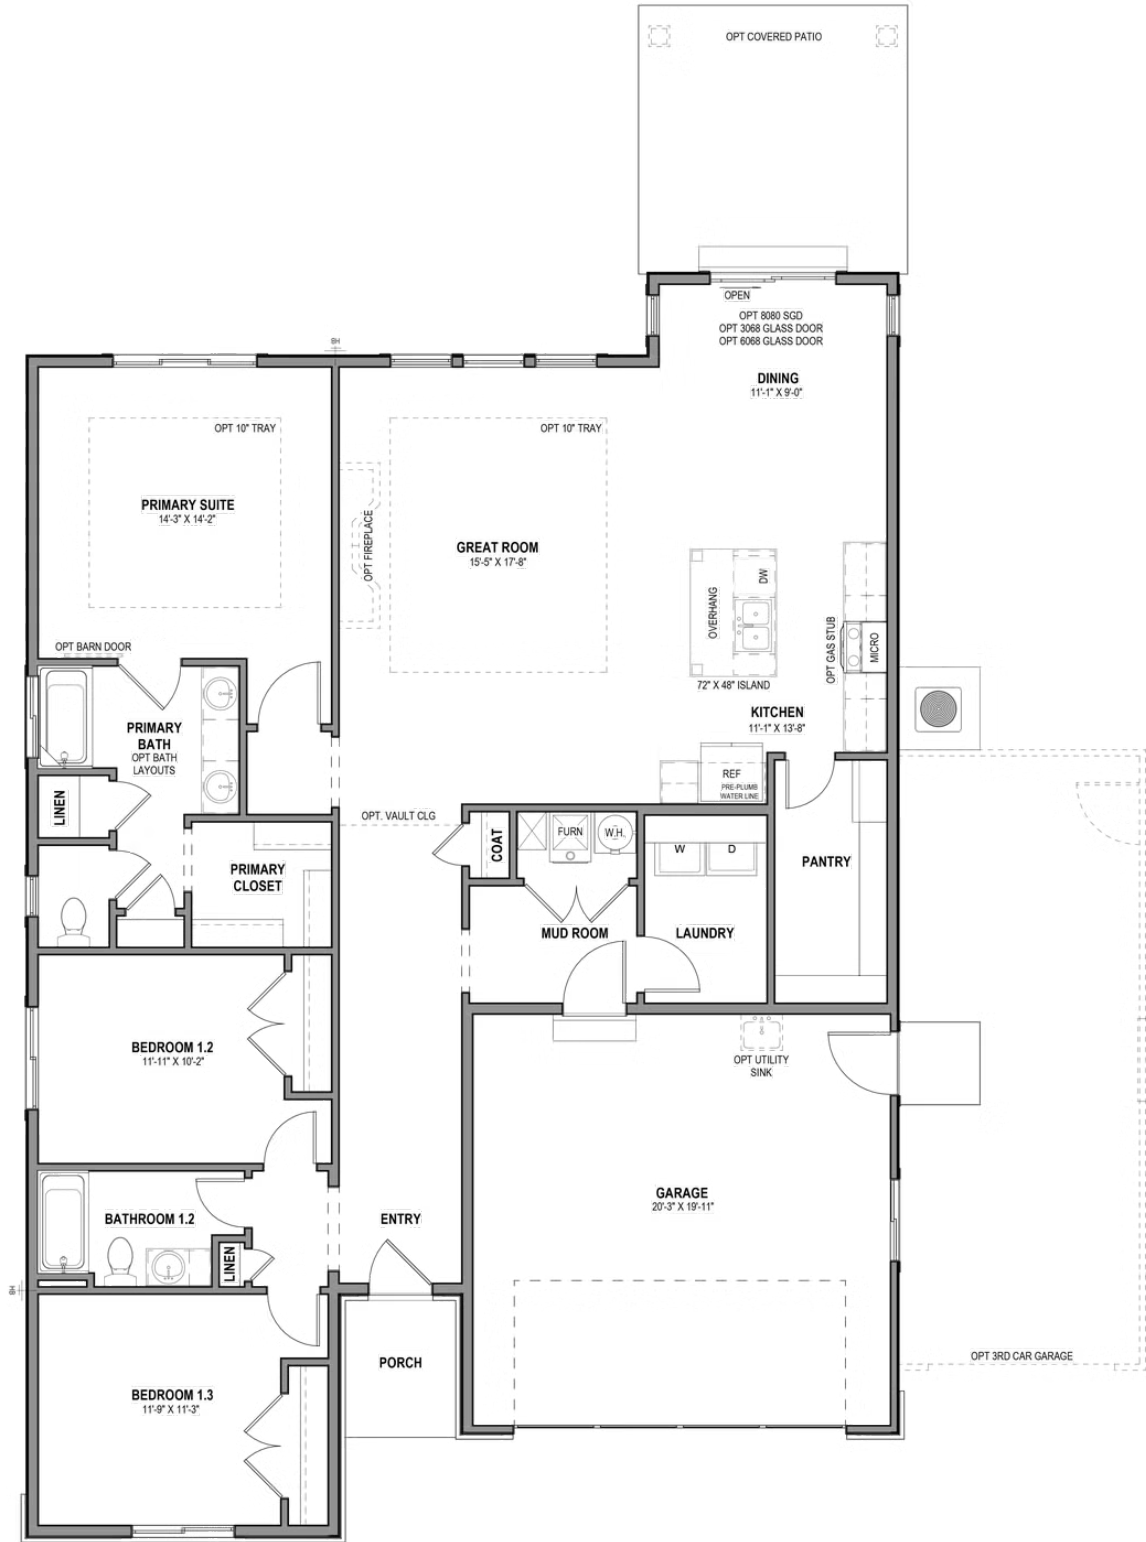 OPT COVERED PATIO
OPEN
OPT 8080 SGD
OPT 3068 GLASS DOOR
OPT 6068 GLASS DOOR
BH
DINING
11'-1" X 9'-0"
OPT 10" TRAY
OPT 10" TRAY
PRIMARY SUITE
14'-3" X 14'-2"
OPT FIREPLACE
GREAT ROOM
15'-5" X 17'-8"
OVERHANG
DW
OPT GAS STUB
MICRO
72" X 48" ISLAND
KITCHEN
11'-1" X 13'-8"
OPT BARN DOOR
PRIMARY
BATH
OPT BATH
LAYOUTS
LINEN
REF
PRE-PLUMB
WATER LINE
OPT. VAULT CLG
COAT
FURN
W.H.
W
D
PANTRY
PRIMARY
CLOSET
MUD ROOM
LAUNDRY
BEDROOM 1.2
11'-11" X 10'-2"
OPT UTILITY
SINK
GARAGE
20'-3" X 19'-11"
BATHROOM 1.2
ENTRY
LINEN
BH
PORCH
OPT 3RD CAR GARAGE
BEDROOM 1.3
11'-9" X 11'-3"